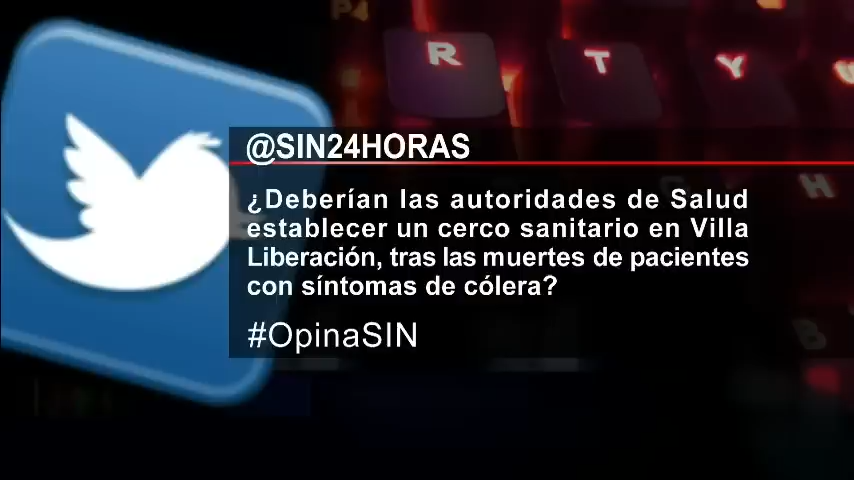 P4
R T Y
@SIN24HORAS
H
¿Deberían las autoridades de Salud
establecer un cerco sanitario en Villa
Liberación, tras las muertes de pacientes
con síntomas de cólera?
#OpinaSIN
B